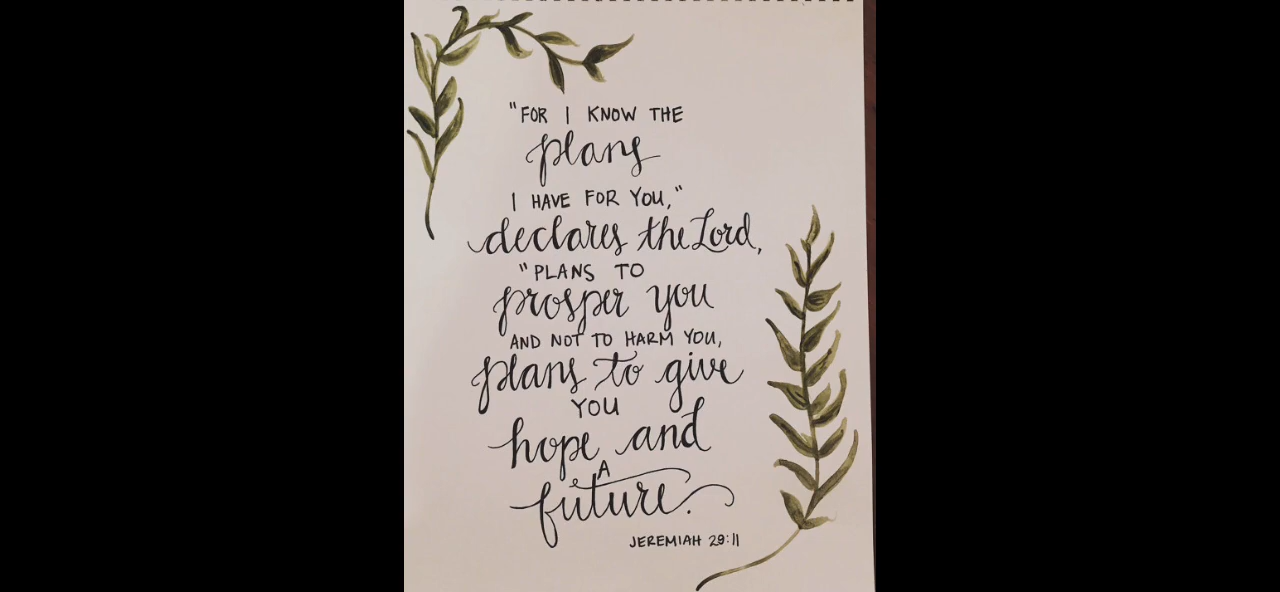 "FOR I KNOW THE
plans
I HAVE FOR YOU,"
declares the Lord,
"PLANS TO
prosper you
AND NOT TO HARM YOU,
plans to give
YOU
hope and
A
future.
JEREMIAH 29:11